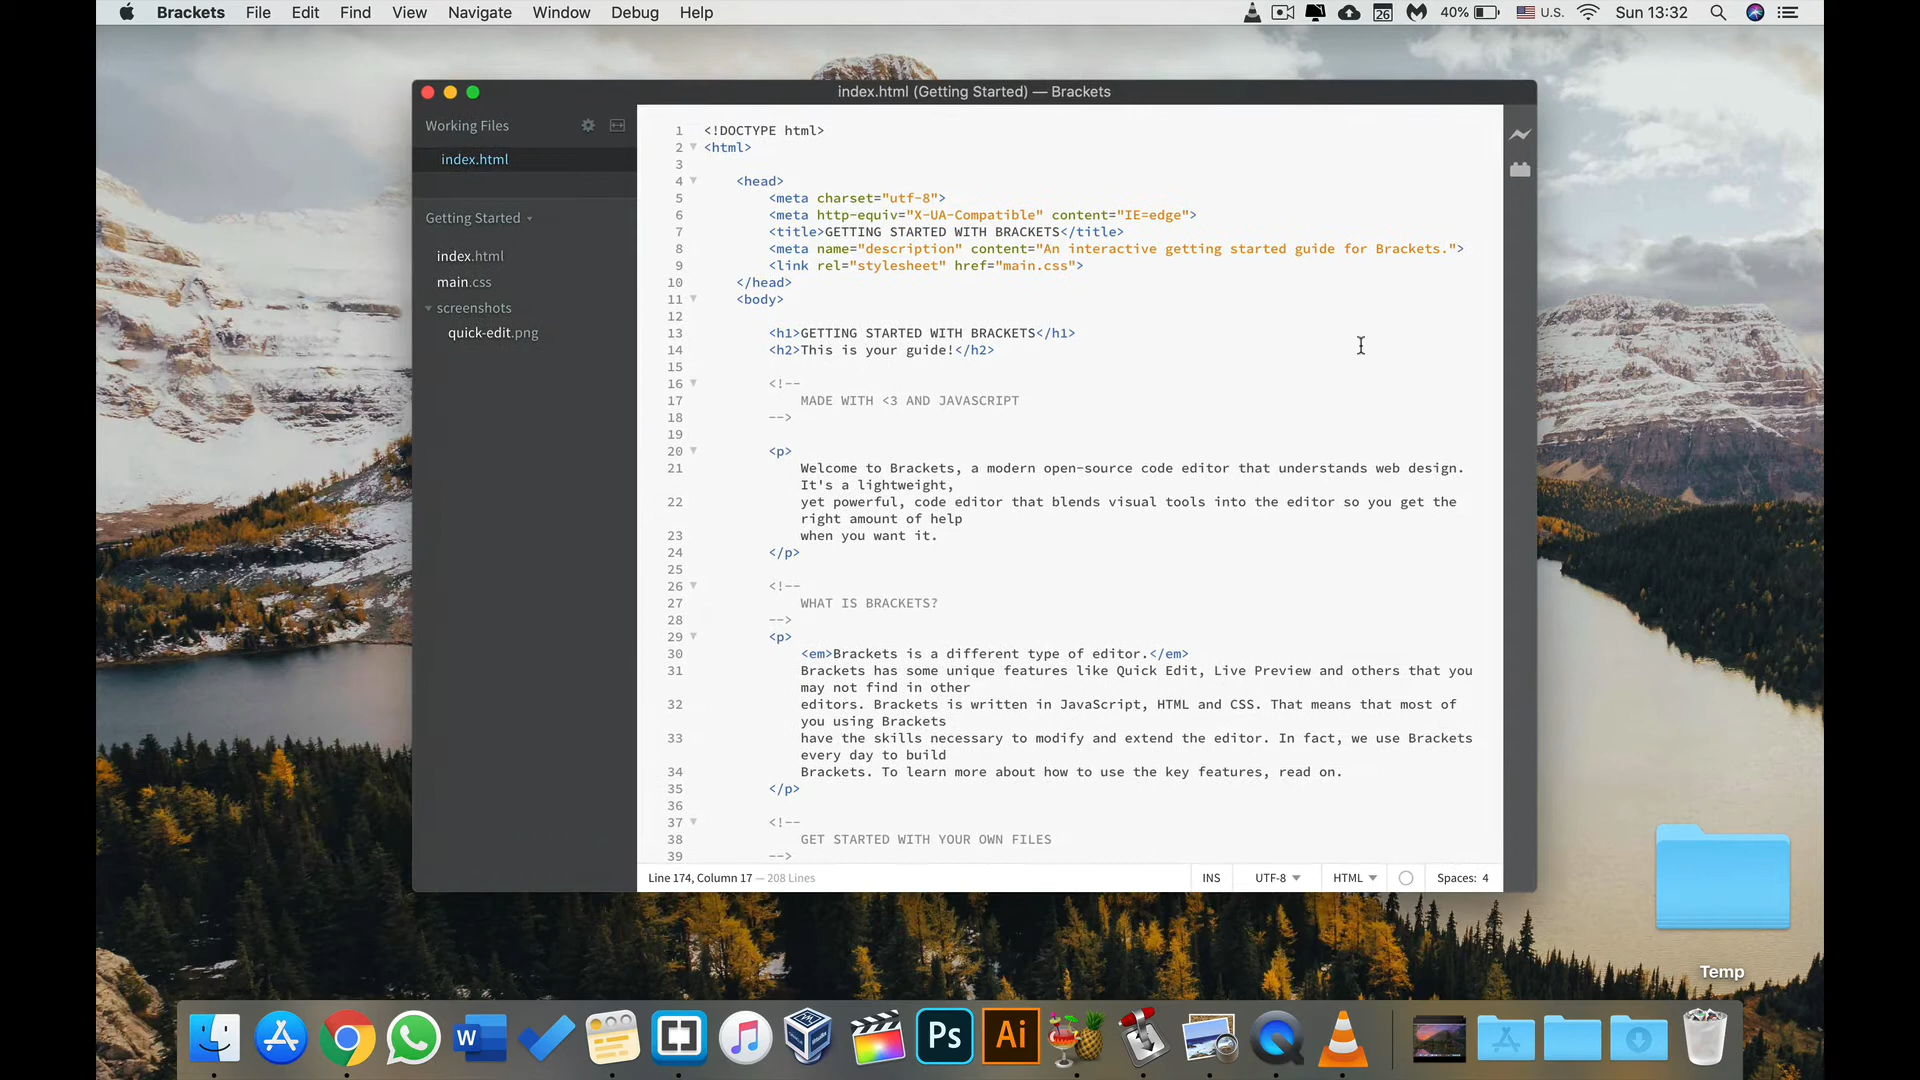 Brackets File Edit Find View Navigate Window Debug Help
26 40% U.S. Sun 13:32
index.html (Getting Started) — Brackets
Working Files
index.html
Getting Started
index.html
main.css
screenshots
quick-edit.png
1 <!DOCTYPE html>
2 <html>
3
4 <head>
5 <meta charset="utf-8">
6 <meta http-equiv="X-UA-Compatible" content="IE=edge">
7 <title>GETTING STARTED WITH BRACKETS</title>
8 <meta name="description" content="An interactive getting started guide for Brackets.">
9 <link rel="stylesheet" href="main.css">
10 </head>
11 <body>
12
13 <h1>GETTING STARTED WITH BRACKETS</h1>
14 <h2>This is your guide!</h2>
15
16 <!--
17 MADE WITH <3 AND JAVASCRIPT
18 -->
19
20 <p>
21 Welcome to Brackets, a modern open-source code editor that understands web design.
It's a lightweight,
22 yet powerful, code editor that blends visual tools into the editor so you get the
right amount of help
23 when you want it.
24 </p>
25
26 <!--
27 WHAT IS BRACKETS?
28 -->
29 <p>
30 <em>Brackets is a different type of editor.</em>
31 Brackets has some unique features like Quick Edit, Live Preview and others that you
may not find in other
32 editors. Brackets is written in JavaScript, HTML and CSS. That means that most of
you using Brackets
33 have the skills necessary to modify and extend the editor. In fact, we use Brackets
every day to build
34 Brackets. To learn more about how to use the key features, read on.
35 </p>
36
37 <!--
38 GET STARTED WITH YOUR OWN FILES
39 -->
Line 174, Column 17 — 208 Lines
INS UTF-8 HTML Spaces: 4
Temp
W Ps Ai